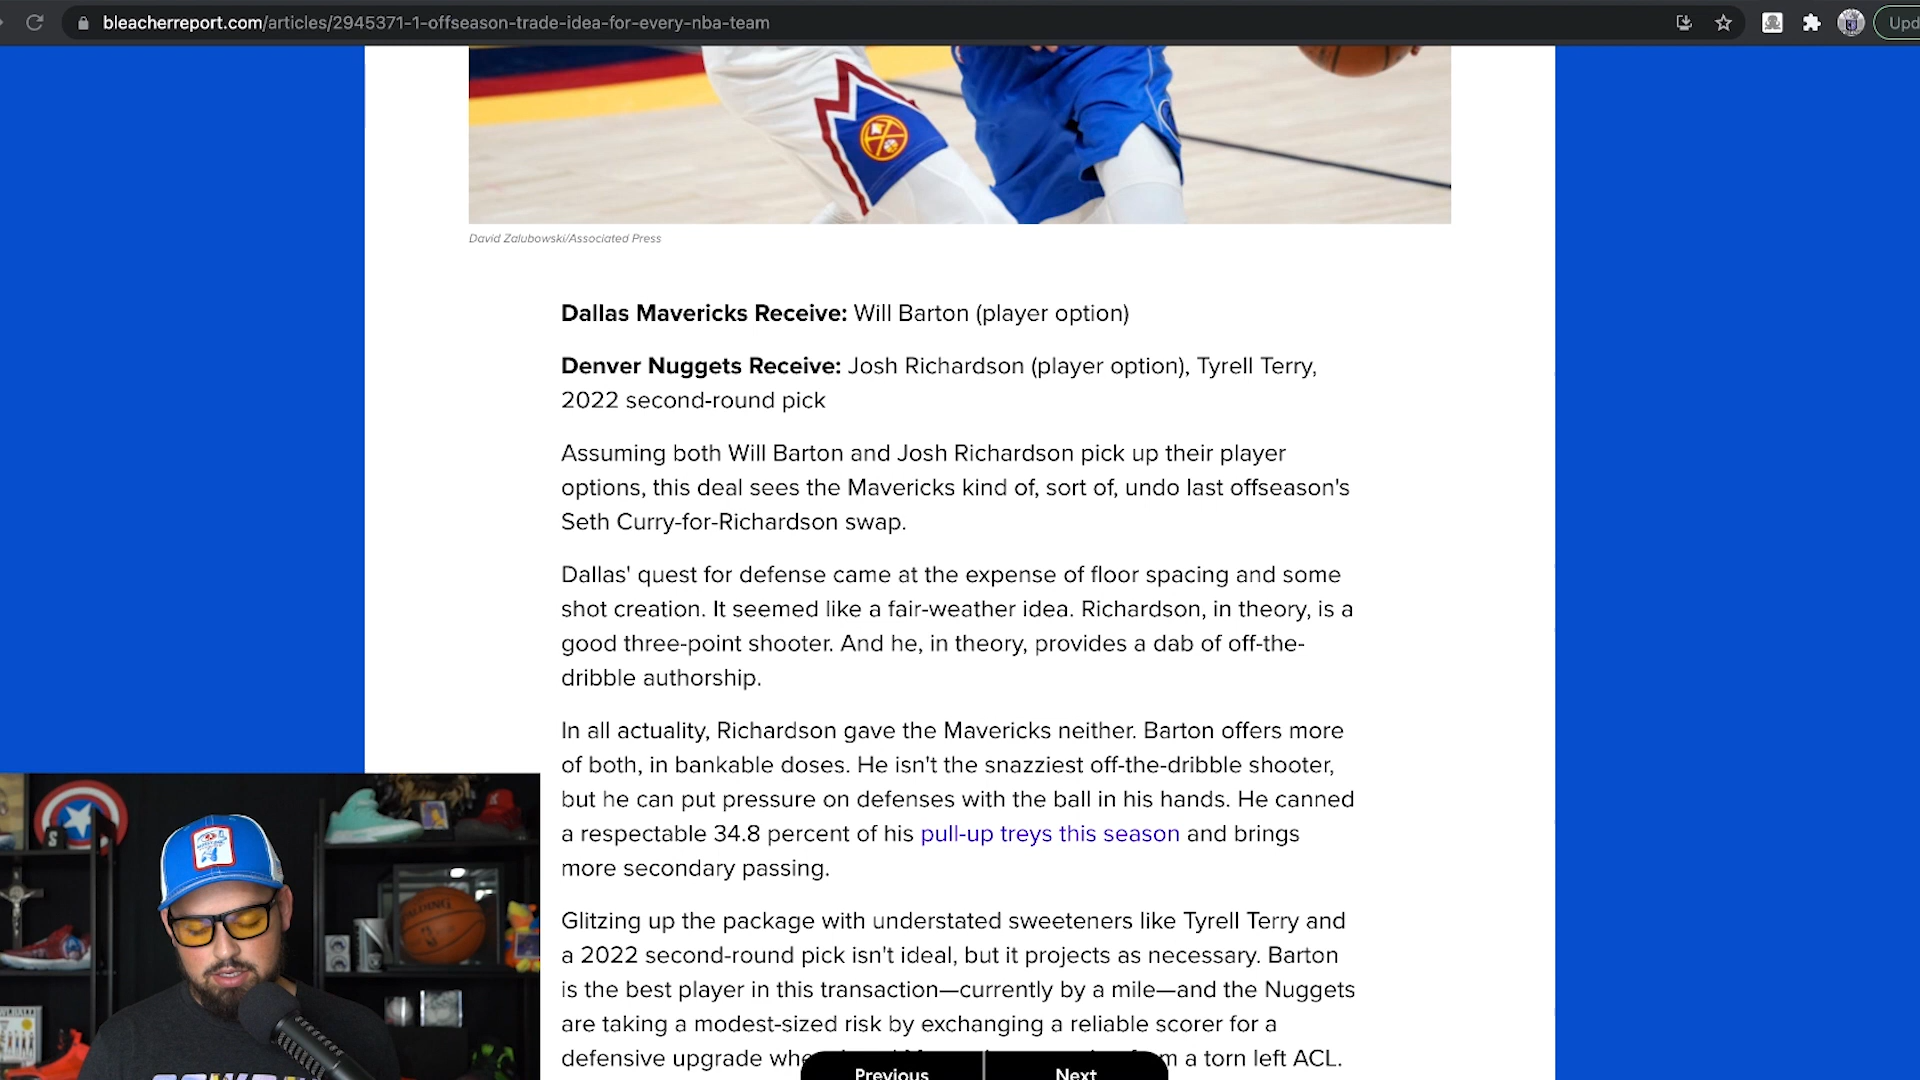 bleacherreport.com/articles/2945371-1-offseason-trade-idea-for-every-nba-team
Upd
David Zalubowski/Associated Press
Dallas Mavericks Receive: Will Barton (player option)
Denver Nuggets Receive: Josh Richardson (player option), Tyrell Terry,
2022 second-round pick
Assuming both Will Barton and Josh Richardson pick up their player
options, this deal sees the Mavericks kind of, sort of, undo last offseason's
Seth Curry-for-Richardson swap.
Dallas' quest for defense came at the expense of floor spacing and some
shot creation. It seemed like a fair-weather idea. Richardson, in theory, is a
good three-point shooter. And he, in theory, provides a dab of off-the-
dribble authorship.
In all actuality, Richardson gave the Mavericks neither. Barton offers more
of both, in bankable doses. He isn't the snazziest off-the-dribble shooter,
but he can put pressure on defenses with the ball in his hands. He canned
a respectable 34.8 percent of his pull-up treys this season and brings
more secondary passing.
Glitzing up the package with understated sweeteners like Tyrell Terry and
a 2022 second-round pick isn't ideal, but it projects as necessary. Barton
is the best player in this transaction—currently by a mile—and the Nuggets
are taking a modest-sized risk by exchanging a reliable scorer for a
defensive upgrade a torn left ACL.
Previous
Next
SPALDING